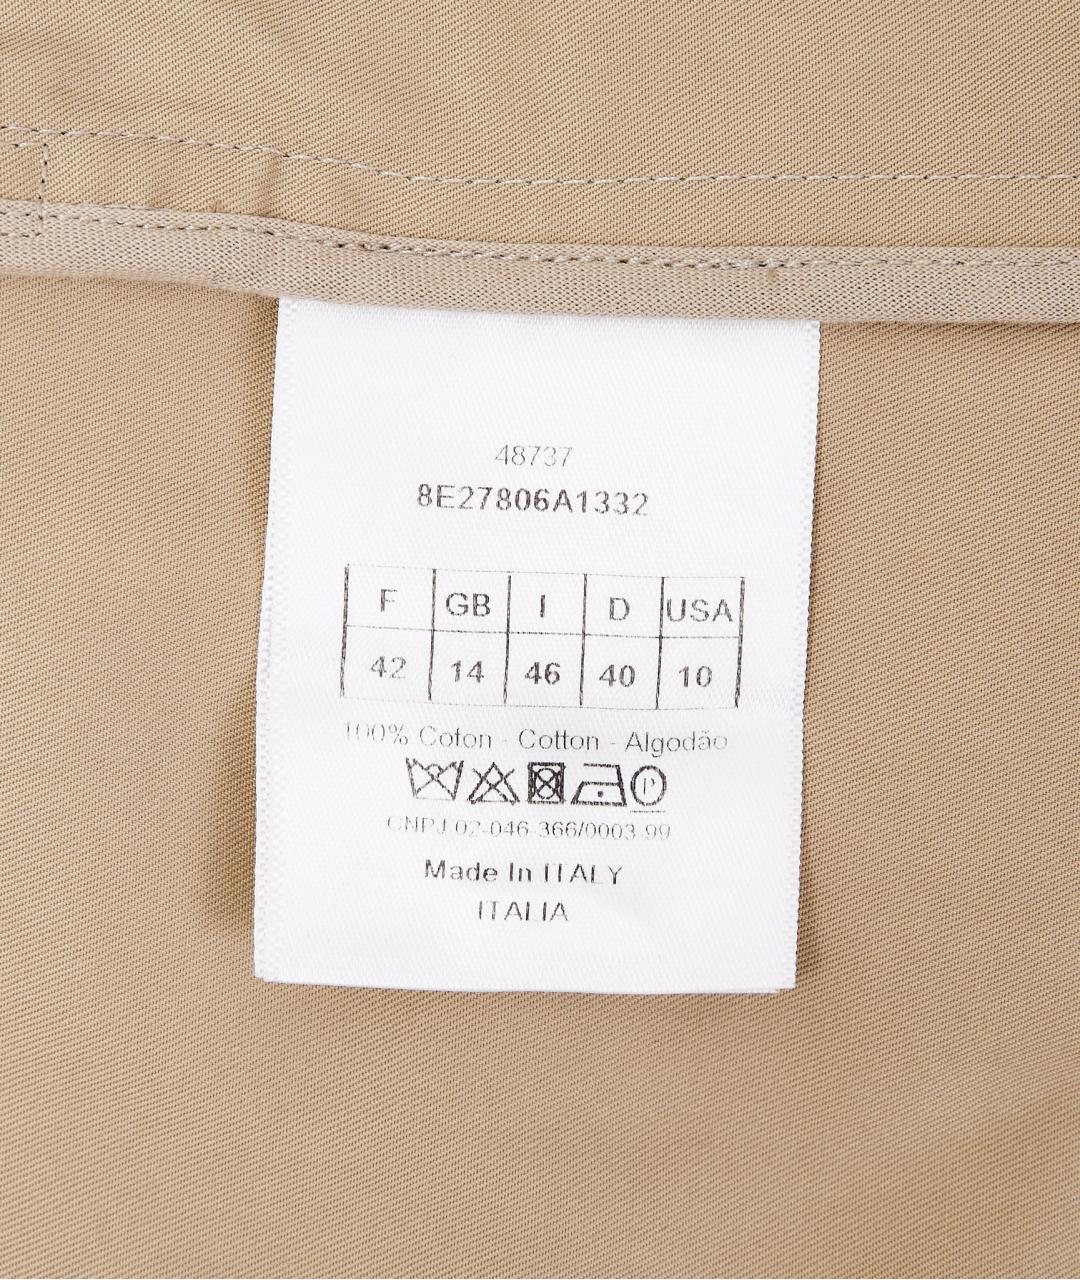 48737
8E27806A1332
F GB I D USA
42 14 46 40 10
100% Coton - Cotton - Algodão
P
CNPJ 02-046-366/0003-99
Made In ITALY
ITALIA